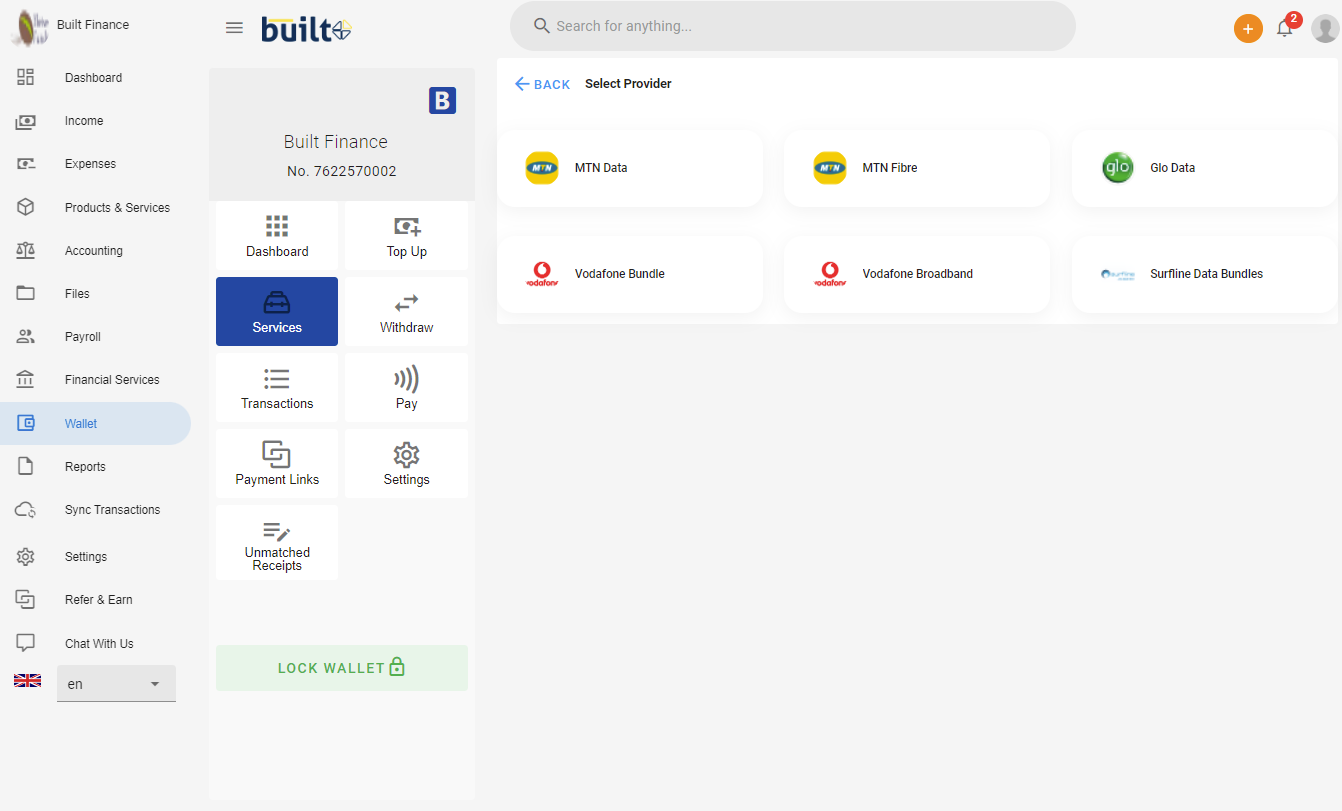 Built Finance
Dashboard
Income
Expenses
Products & Services
Accounting
Files
Payroll
Financial Services
Wallet
Reports
Sync Transactions
Settings
Refer & Earn
Chat With Us
en
built
Search for anything...
2
B
Built Finance
No. 7622570002
Dashboard
Top Up
Services
Withdraw
Transactions
Pay
Payment Links
Settings
Unmatched
Receipts
LOCK WALLET
BACK Select Provider
MTN MTN Data
MTN MTN Fibre
glo Glo Data
vodafone Vodafone Bundle
vodafone Vodafone Broadband
surfline Surfline Data Bundles